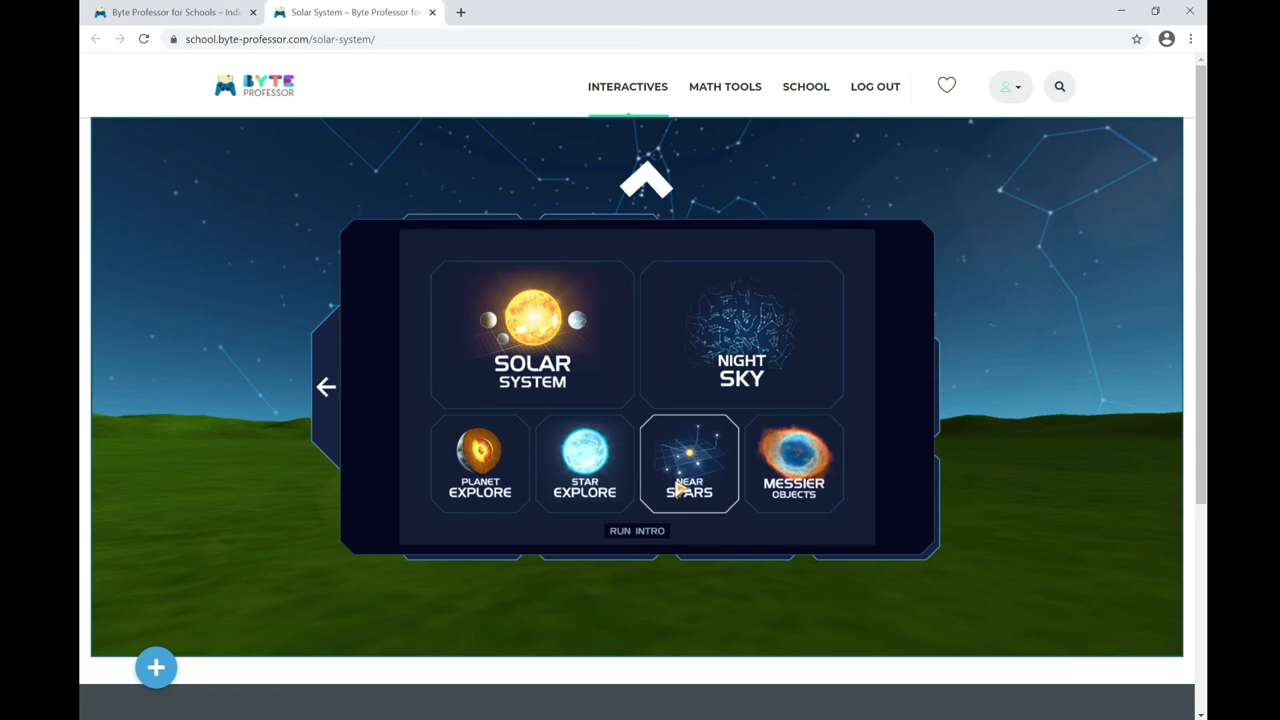 Byte Professor for Schools – Indi
Solar System – Byte Professor fo
school.byte-professor.com/solar-system/
BYTE
PROFESSOR
INTERACTIVES
MATH TOOLS
SCHOOL
LOG OUT
SOLAR
SYSTEM
NIGHT
SKY
PLANET
EXPLORE
STAR
EXPLORE
NEAR
STARS
MESSIER
OBJECTS
RUN INTRO